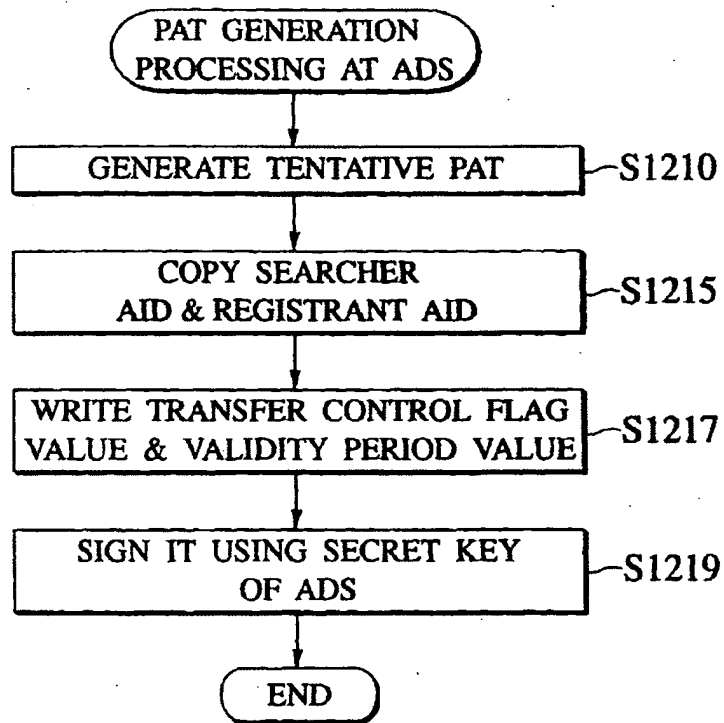 PAT GENERATION
PROCESSING AT ADS
GENERATE TENTATIVE PAT
S1210
COPY SEARCHER
AID & REGISTRANT AID
S1215
WRITE TRANSFER CONTROL FLAG
VALUE & VALIDITY PERIOD VALUE
S1217
SIGN IT USING SECRET KEY
OF ADS
S1219
END